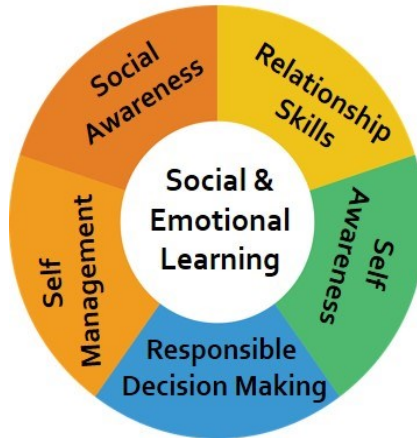 Social
Awareness
Relationship
Skills
Self
Awareness
Responsible
Decision Making
Self
Management
Social &
Emotional
Learning